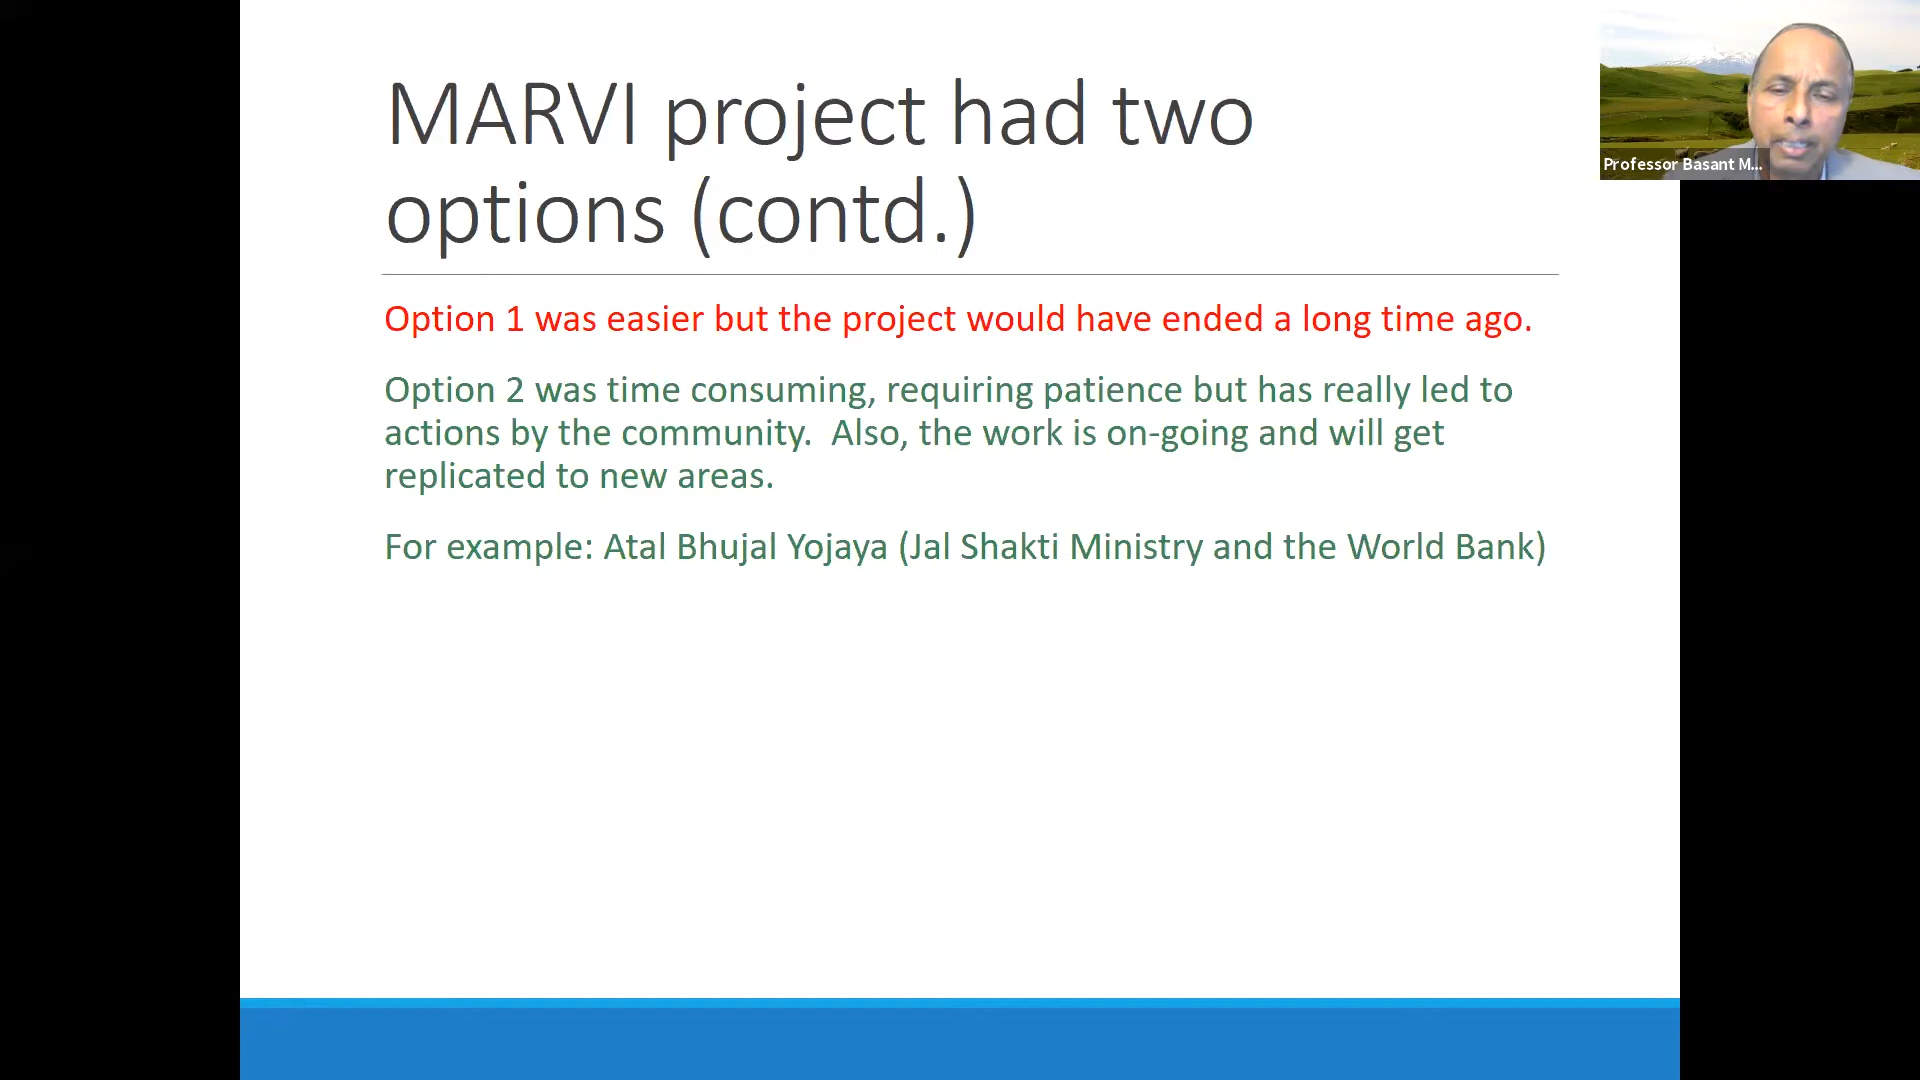 MARVI project had two
options (contd.)
Option 1 was easier but the project would have ended a long time ago.
Option 2 was time consuming, requiring patience but has really led to
actions by the community.  Also, the work is on-going and will get
replicated to new areas.
For example: Atal Bhujal Yojaya (Jal Shakti Ministry and the World Bank)
Professor Basant M...